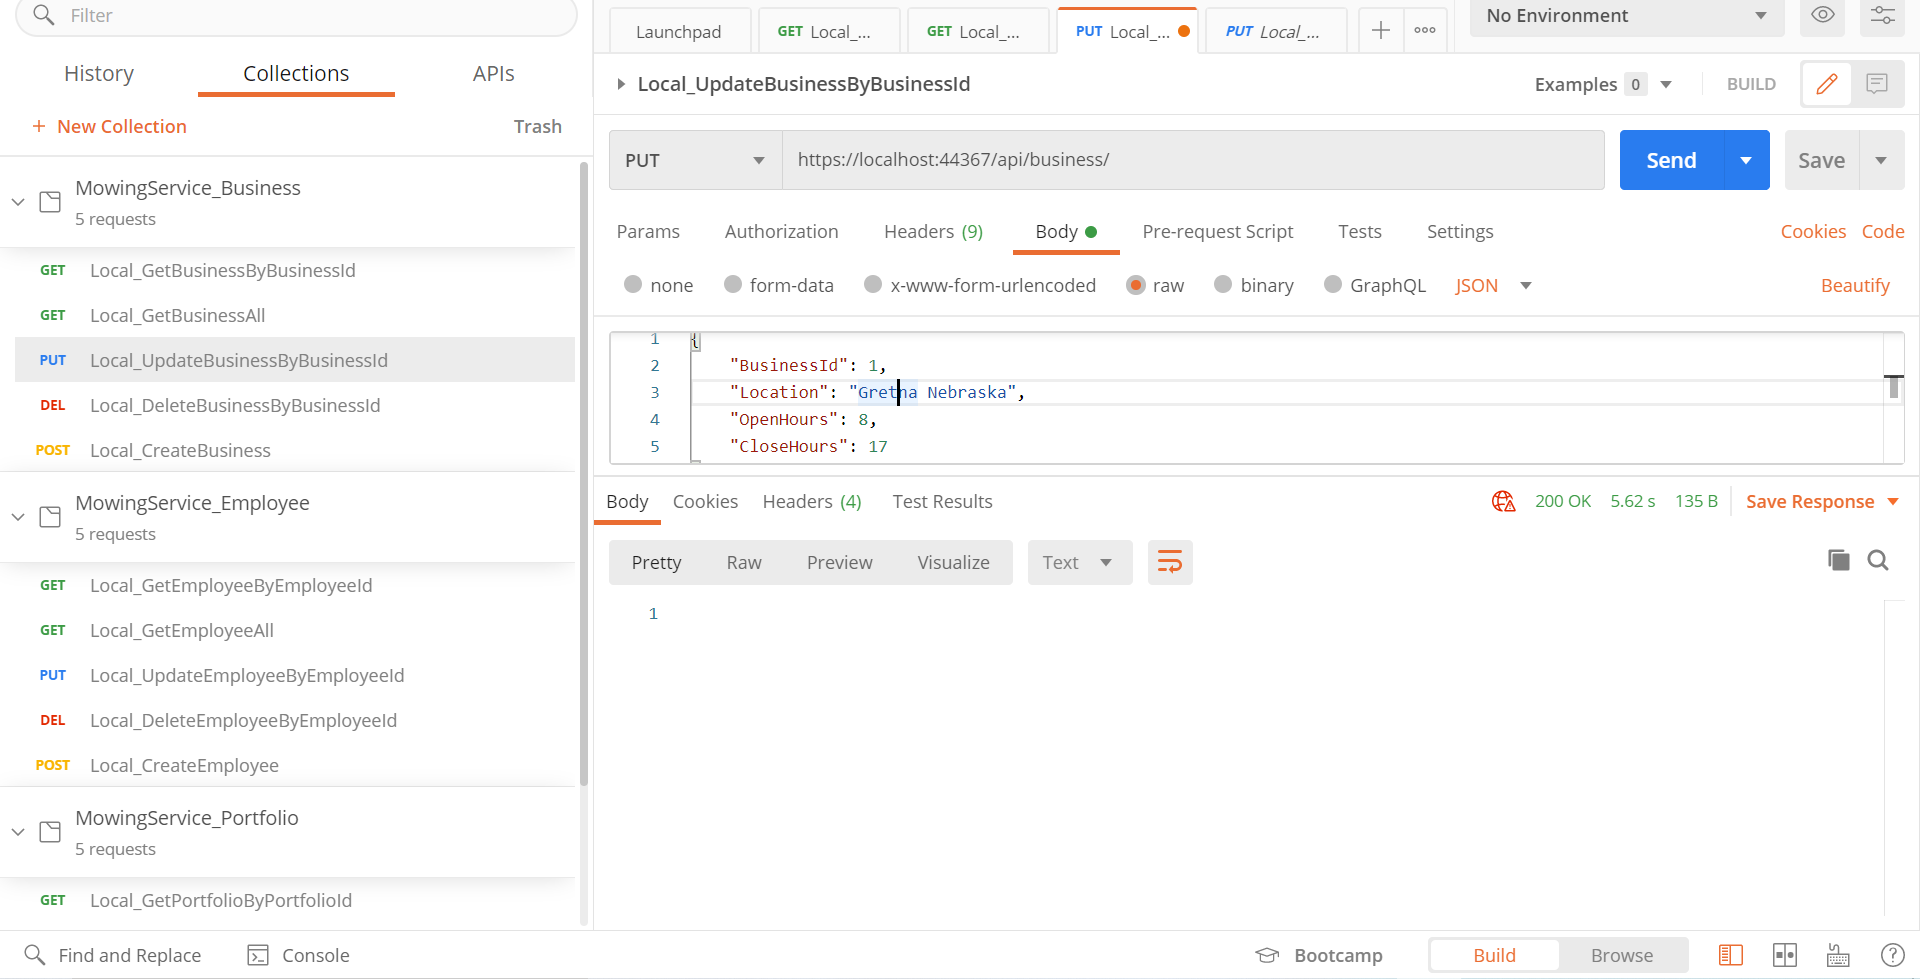 Filter
History Collections APIs
+ New Collection Trash
MowingService_Business
5 requests
GET Local_GetBusinessByBusinessId
GET Local_GetBusinessAll
PUT Local_UpdateBusinessByBusinessId
DEL Local_DeleteBusinessByBusinessId
POST Local_CreateBusiness
MowingService_Employee
5 requests
GET Local_GetEmployeeByEmployeeId
GET Local_GetEmployeeAll
PUT Local_UpdateEmployeeByEmployeeId
DEL Local_DeleteEmployeeByEmployeeId
POST Local_CreateEmployee
MowingService_Portfolio
5 requests
GET Local_GetPortfolioByPortfolioId
Launchpad GET Local_... GET Local_... PUT Local_... PUT Local_... No Environment
Local_UpdateBusinessByBusinessId Examples 0 BUILD
PUT https://localhost:44367/api/business/ Send Save
Params Authorization Headers (9) Body Pre-request Script Tests Settings Cookies Code
none form-data x-www-form-urlencoded raw binary GraphQL JSON Beautify
1 {
2 "BusinessId": 1,
3 "Location": "Gretna Nebraska",
4 "OpenHours": 8,
5 "CloseHours": 17
Body Cookies Headers (4) Test Results 200 OK 5.62 s 135 B Save Response
Pretty Raw Preview Visualize Text
1
Find and Replace Console Bootcamp Build Browse